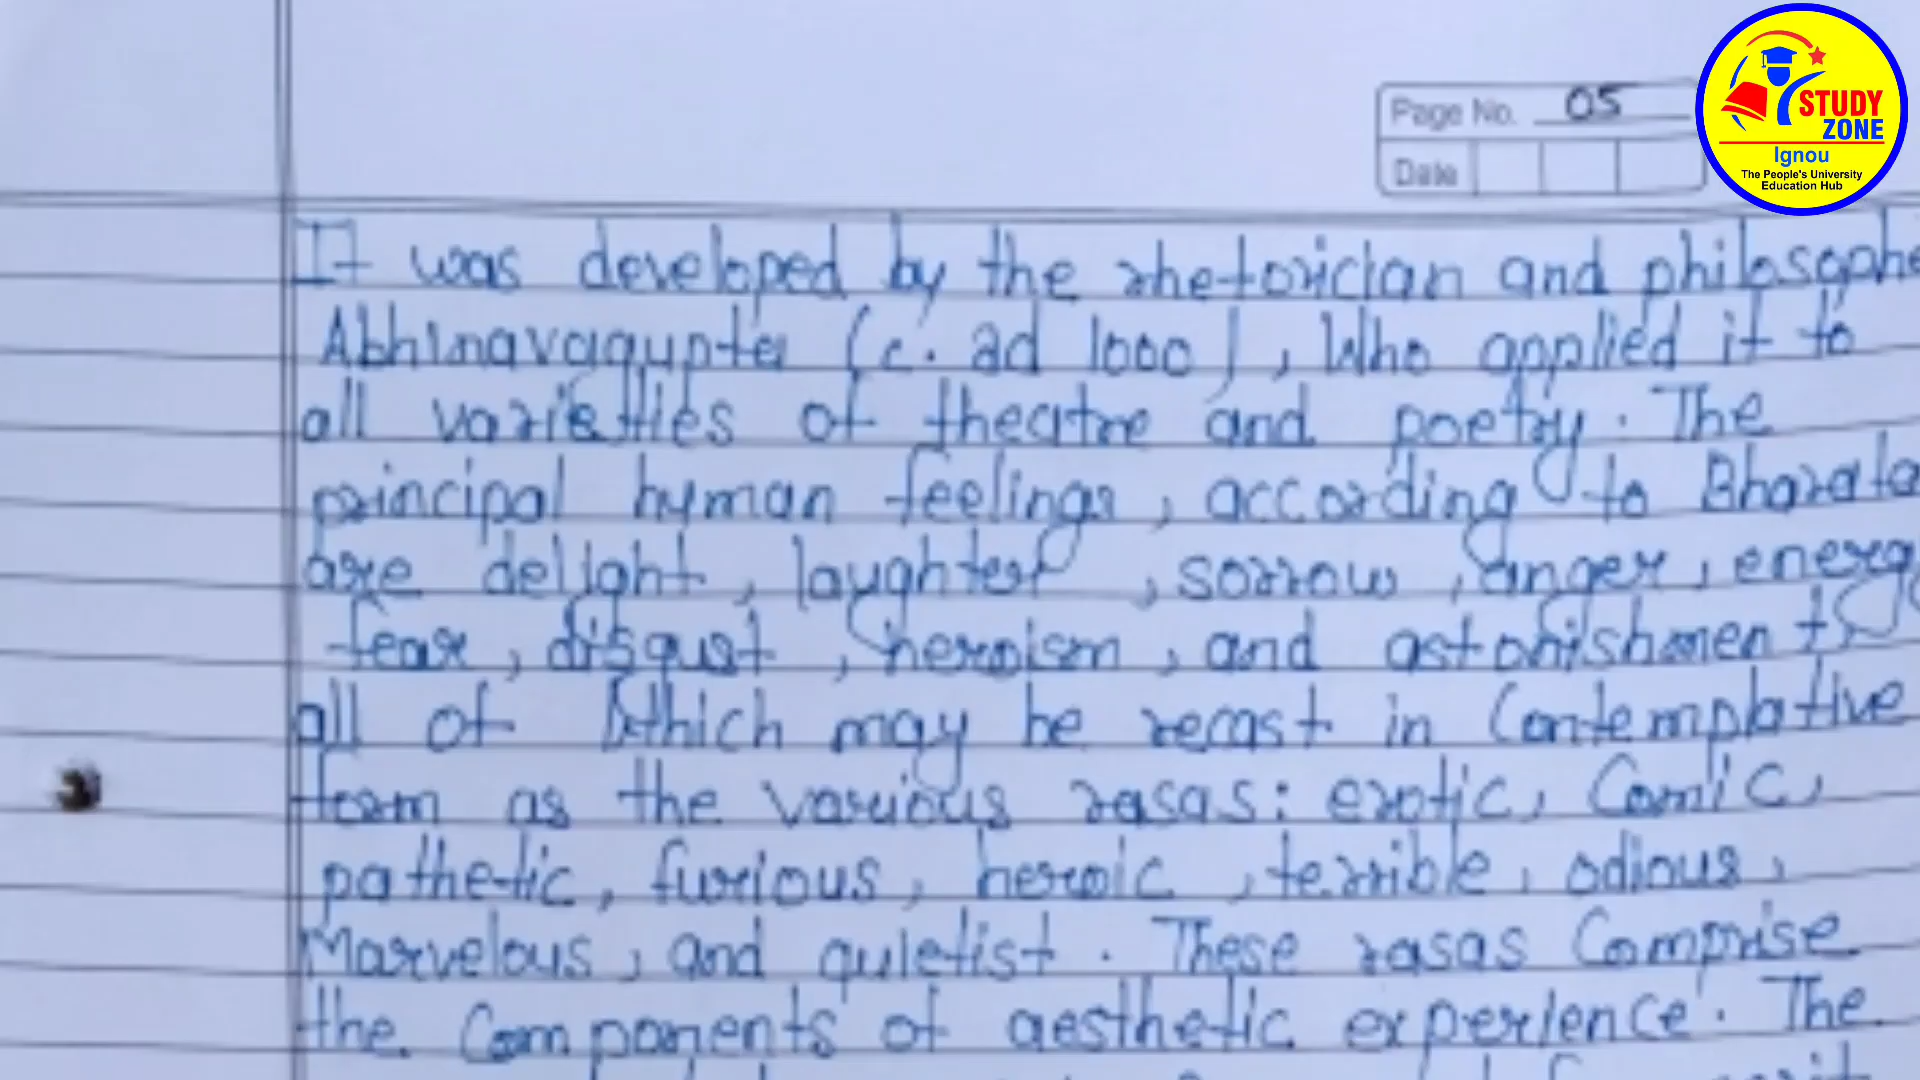 Page No. 05
Date
STUDY
ZONE
Ignou
The People's University
Education Hub
It was developed by the rhetorician and philosophe
Abhinavagupta (c. ad 1000), Who applied it to
all varieties of theatre and poetry. The
principal human feelings, according to Bharata
are delight, laughter, sorrow, anger, energy
fear, disgust, heroism, and astonishment,
all of Which may be recast in Contemplative
form as the various rasas: erotic, Comic,
pathetic, furious, heroic, terrible, odious,
Marvelous, and quietist. These rasas Comprise
the Components of aesthetic experience. The